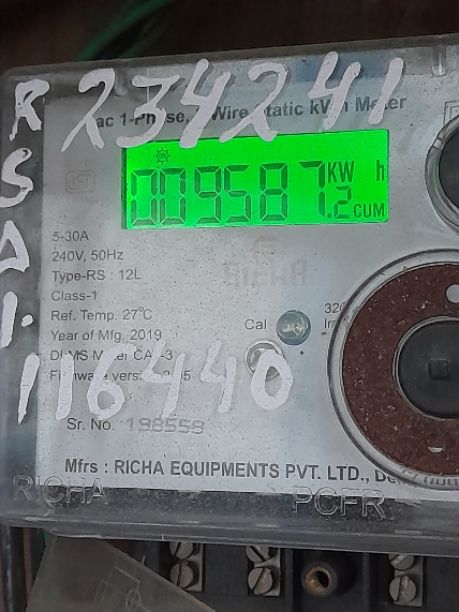 234241
ac 1-Phase, Wire Static kWh Meter
RSD1.
009587.2 KW h
CUM
5-30A
240V, 50Hz
RICHA
Type-RS : 12L
Class-1
Ref. Temp. 27°C
Cal
Year of Mfg. 2019
116440
Sr. No. 198558
Mfrs : RICHA EQUIPMENTS PVT. LTD.,
RICHA
PCFR